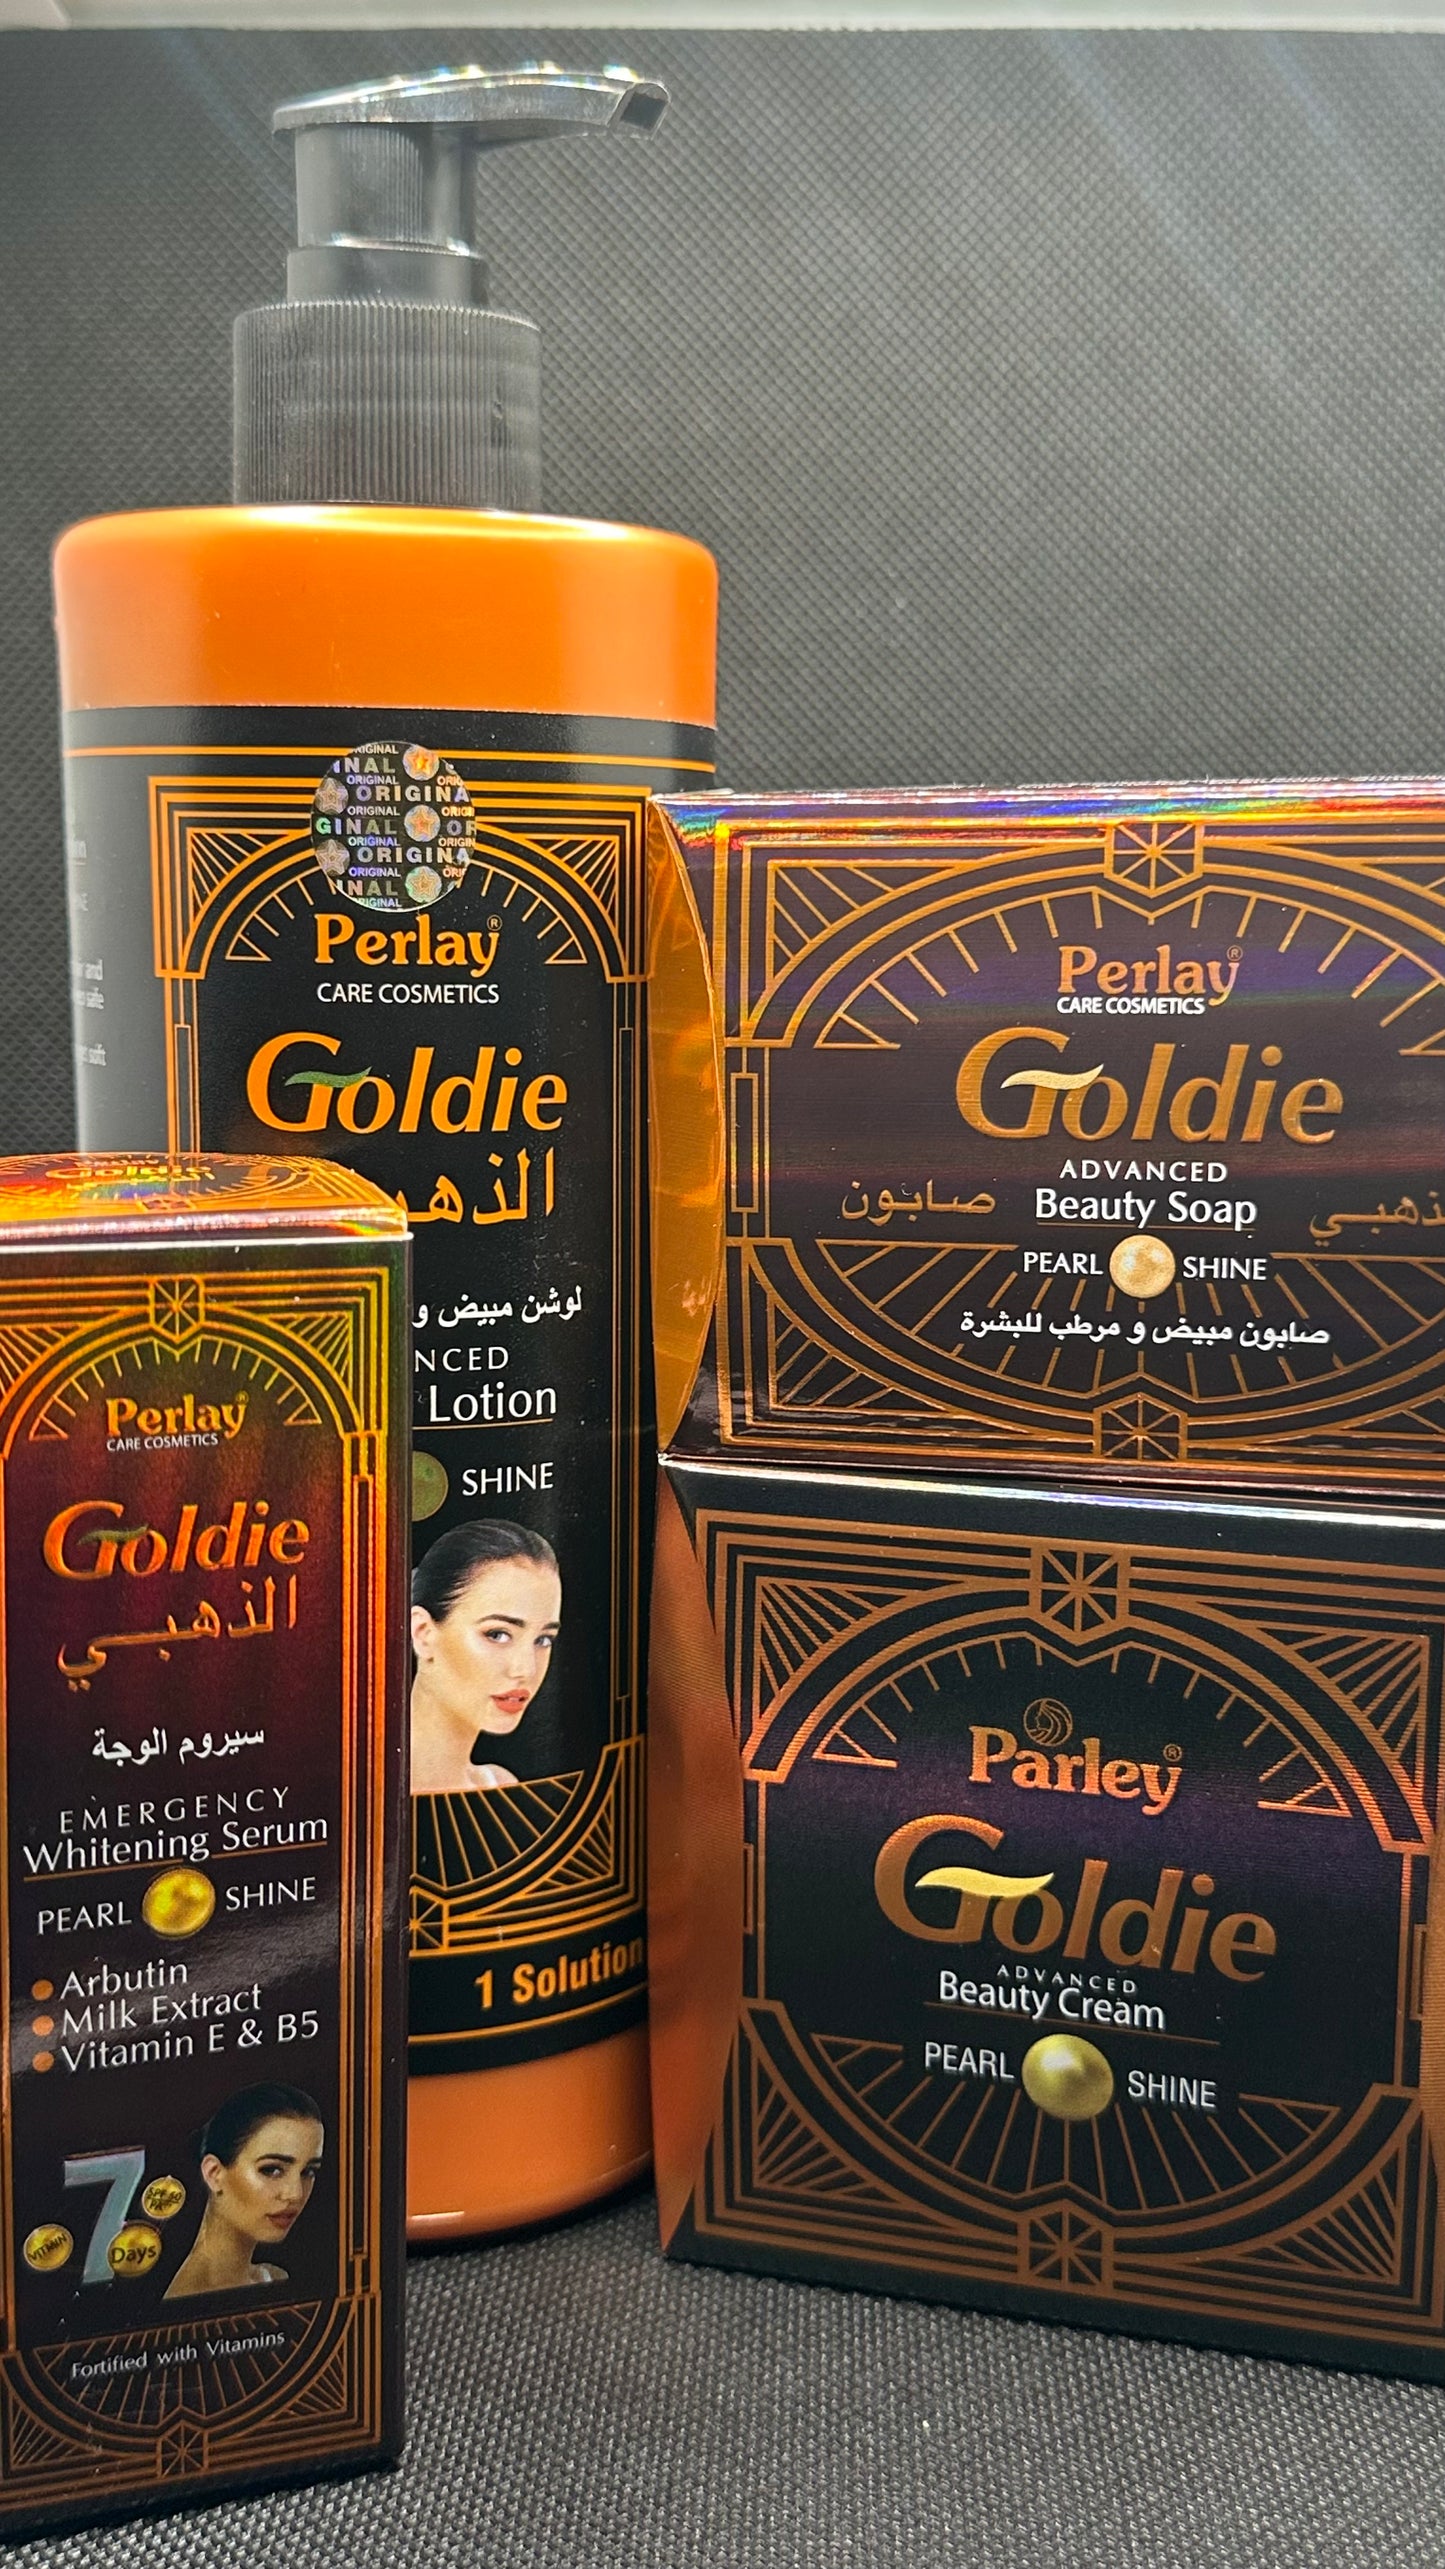 ORIGINAL
Perlay®
CARE COSMETICS
Goldie
لوشن مبيض و
NCED
Lotion
SHINE
1 Solution
Perlay®
CARE COSMETICS
Goldie
الذهبي
سيروم الوجة
EMERGENCY
Whitening Serum
PEARL SHINE
Arbutin
Milk Extract
Vitamin E & B5
7
Days
Fortified with Vitamins
Perlay®
CARE COSMETICS
Goldie
ADVANCED
صابون
Beauty Soap
PEARL SHINE
صابون مبيض و مرطب للبشرة
Parley®
Goldie
ADVANCED
Beauty Cream
PEARL SHINE